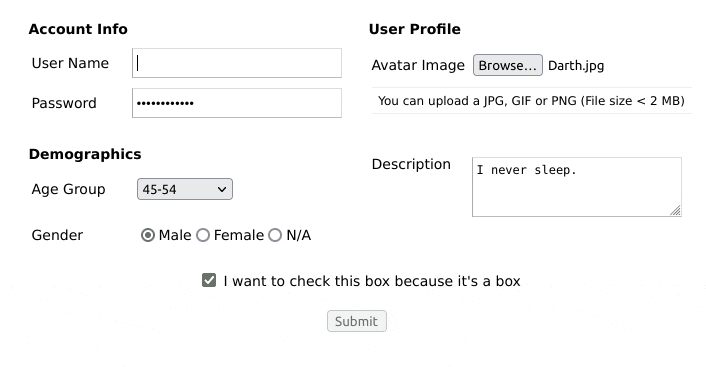 Account Info
User Name
Password ••••••••••••
Demographics
Age Group 45-54
Gender Male Female N/A
User Profile
Avatar Image Browse... Darth.jpg
You can upload a JPG, GIF or PNG (File size < 2 MB)
Description I never sleep.
I want to check this box because it's a box
Submit